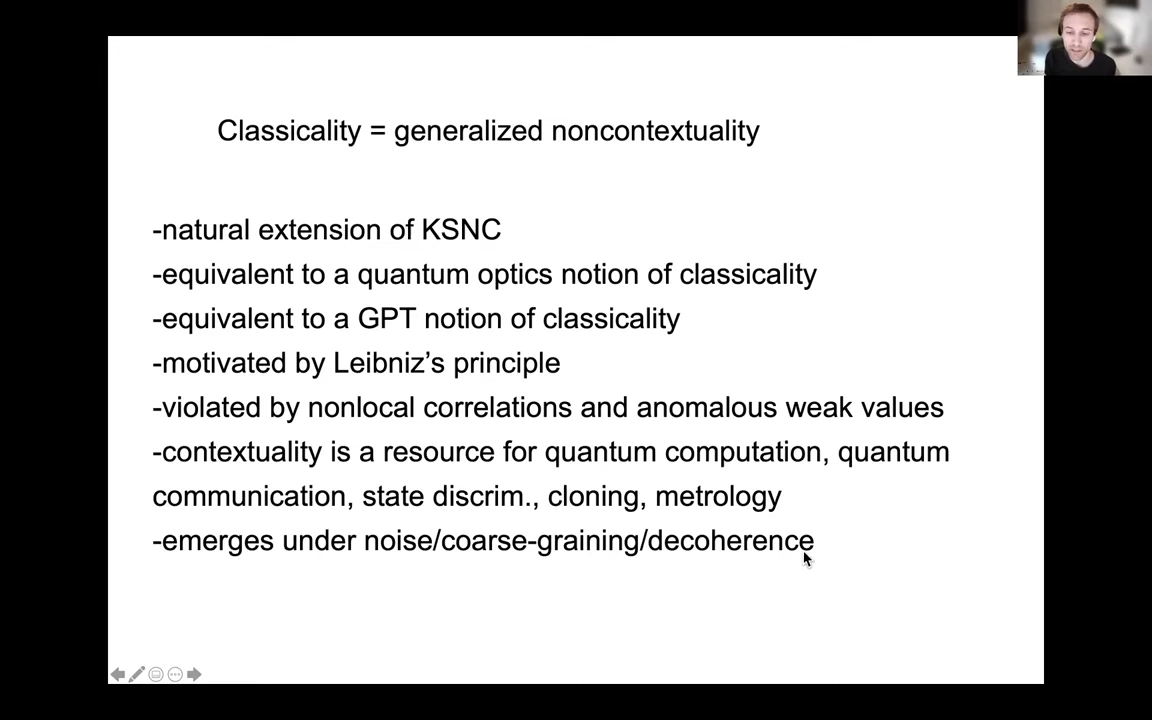 Classicality = generalized noncontextuality
-natural extension of KSNC
-equivalent to a quantum optics notion of classicality
-equivalent to a GPT notion of classicality
-motivated by Leibniz’s principle
-violated by nonlocal correlations and anomalous weak values
-contextuality is a resource for quantum computation, quantum
communication, state discrim., cloning, metrology
-emerges under noise/coarse-graining/decoherence